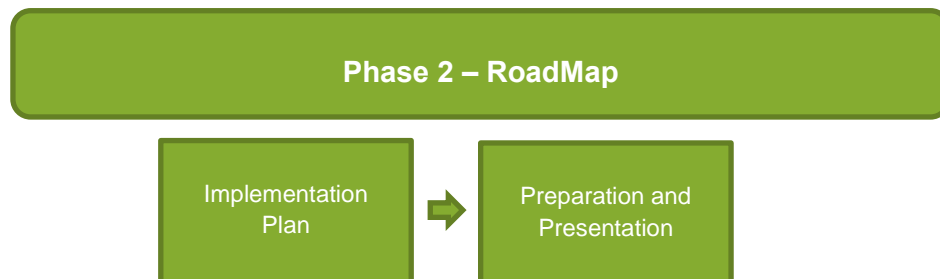 Phase 2 – RoadMap
Implementation
Plan
Preparation and
Presentation